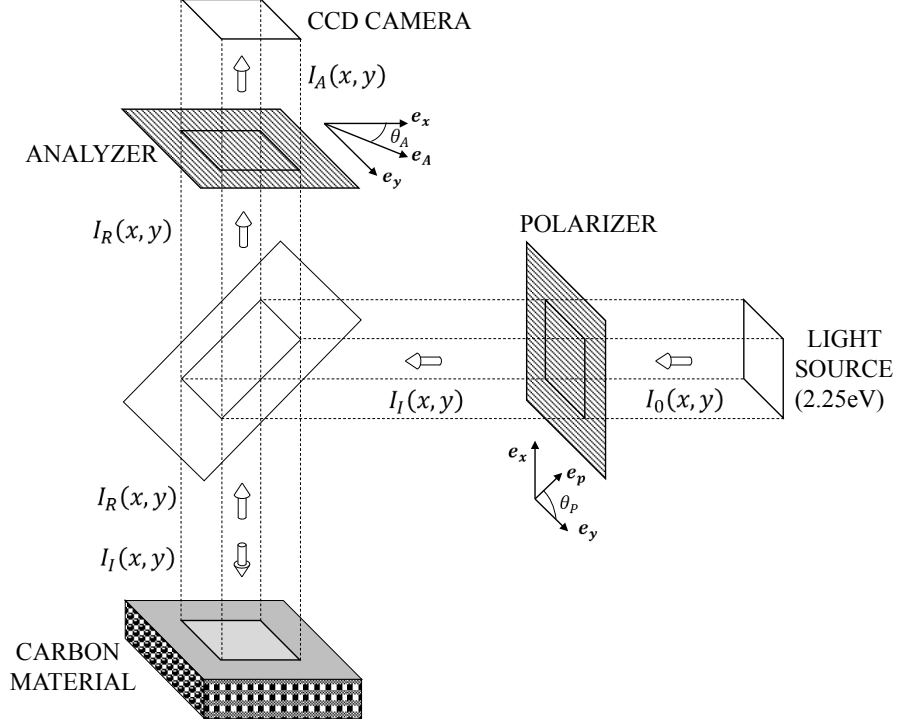 CCD CAMERA
I_A(x, y)
e_x
θ_A
e_A
e_y
ANALYZER
I_R(x, y)
POLARIZER
LIGHT
SOURCE
(2.25eV)
I_I(x, y)
I_0(x, y)
e_x
e_p
θ_P
e_y
I_R(x, y)
I_I(x, y)
CARBON
MATERIAL